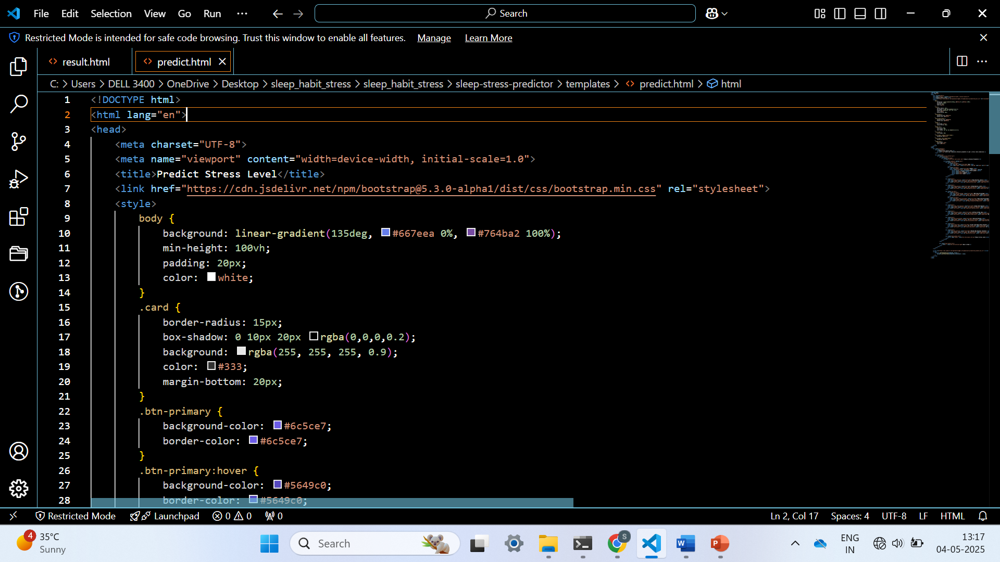 File Edit Selection View Go Run ··· Search
Restricted Mode is intended for safe code browsing. Trust this window to enable all features. Manage Learn More
result.html predict.html
C: > Users > DELL 3400 > OneDrive > Desktop > sleep_habit_stress > sleep_habit_stress > sleep-stress-predictor > templates > predict.html > html
1 <!DOCTYPE html>
2 <html lang="en">
3 <head>
4 <meta charset="UTF-8">
5 <meta name="viewport" content="width=device-width, initial-scale=1.0">
6 <title>Predict Stress Level</title>
7 <link href="https://cdn.jsdelivr.net/npm/bootstrap@5.3.0-alpha1/dist/css/bootstrap.min.css" rel="stylesheet">
8 <style>
9 body {
10 background: linear-gradient(135deg, #667eea 0%, #764ba2 100%);
11 min-height: 100vh;
12 padding: 20px;
13 color: white;
14 }
15 .card {
16 border-radius: 15px;
17 box-shadow: 0 10px 20px rgba(0,0,0,0.2);
18 background: rgba(255, 255, 255, 0.9);
19 color: #333;
20 margin-bottom: 20px;
21 }
22 .btn-primary {
23 background-color: #6c5ce7;
24 border-color: #6c5ce7;
25 }
26 .btn-primary:hover {
27 background-color: #5649c0;
28 border-color: #5649c0;
Restricted Mode Launchpad 0 0 0 Ln 2, Col 17 Spaces: 4 UTF-8 LF HTML
4 35°C
Sunny
Search
S
ENG
IN
13:17
04-05-2025